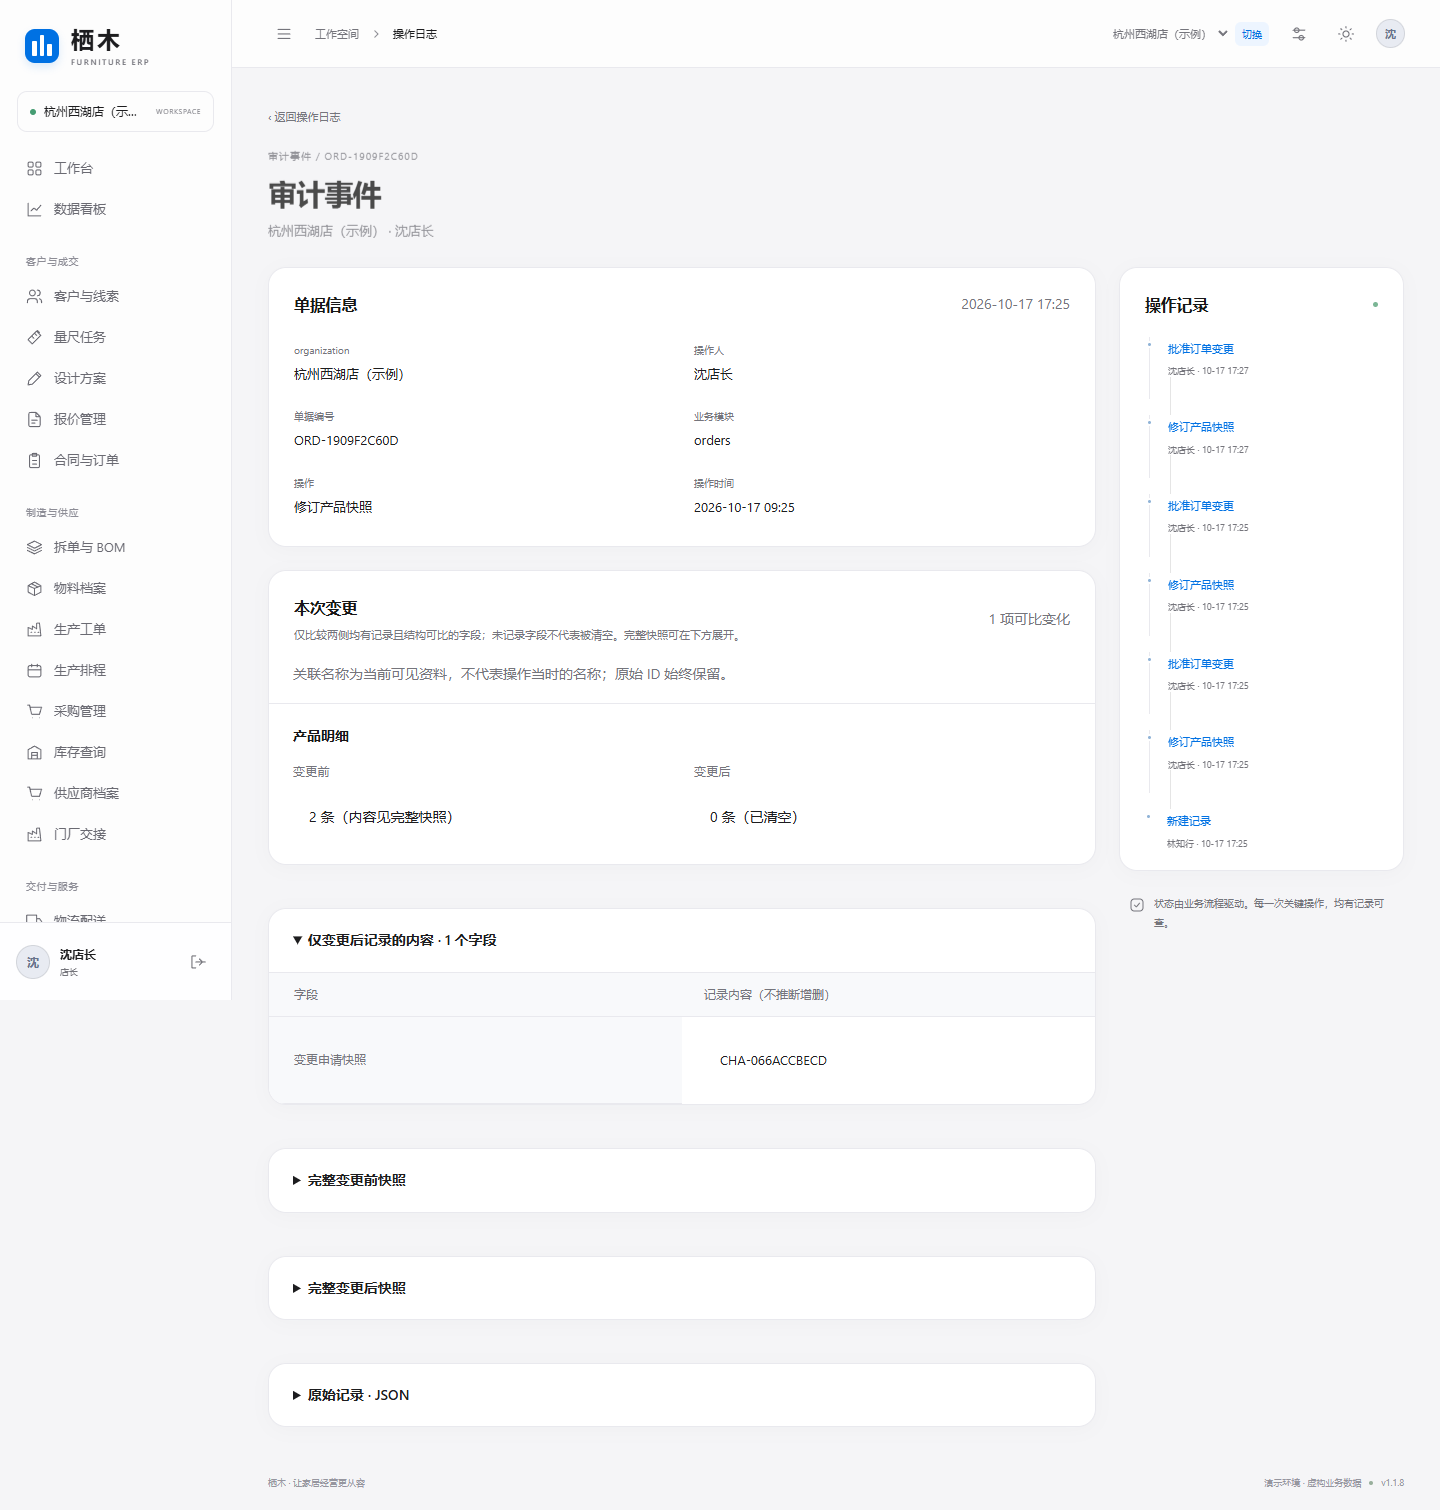 栖木
FURNITURE ERP
杭州西湖店（示...
WORKSPACE
工作台
数据看板
客户与成交
客户与线索
量尺任务
设计方案
报价管理
合同与订单
制造与供应
拆单与 BOM
物料档案
生产工单
生产排程
采购管理
库存查询
供应商档案
门厂交接
交付与服务
物流配送
沈
沈店长
店长
工作空间
操作日志
杭州西湖店（示例）
切换
沈
‹ 返回操作日志
审计事件 / ORD-1909F2C60D
审计事件
杭州西湖店（示例） · 沈店长
单据信息
2026-10-17 17:25
organization
杭州西湖店（示例）
操作人
沈店长
单据编号
ORD-1909F2C60D
业务模块
orders
操作
修订产品快照
操作时间
2026-10-17 09:25
本次变更
仅比较两侧均有记录且结构可比的字段；未记录字段不代表被清空。完整快照可在下方展开。
1 项可比变化
关联名称为当前可见资料，不代表操作当时的名称；原始 ID 始终保留。
产品明细
变更前
变更后
2 条（内容见完整快照）
0 条（已清空）
▼ 仅变更后记录的内容 · 1 个字段
字段
记录内容（不推断增删）
变更申请快照
CHA-066ACCBECD
▶ 完整变更前快照
▶ 完整变更后快照
▶ 原始记录 · JSON
操作记录
批准订单变更
沈店长 · 10-17 17:27
修订产品快照
沈店长 · 10-17 17:27
批准订单变更
沈店长 · 10-17 17:25
修订产品快照
沈店长 · 10-17 17:25
批准订单变更
沈店长 · 10-17 17:25
修订产品快照
沈店长 · 10-17 17:25
新建记录
林知行 · 10-17 17:25
状态由业务流程驱动。每一次关键操作，均有记录可
查。
栖木 · 让家居经营更从容
演示环境 · 虚构业务数据
v1.1.8